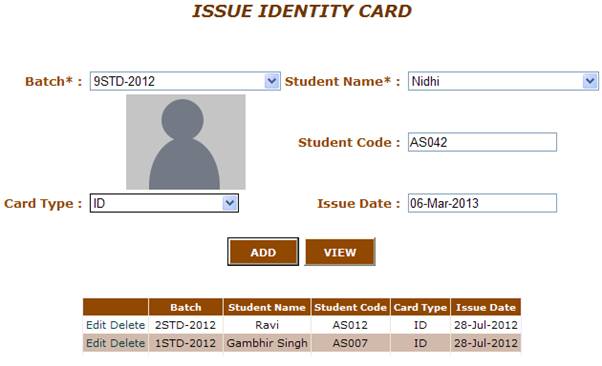 ISSUE IDENTITY CARD
Batch* : 9STD-2012 Student Name* : Nidhi
Student Code : AS042
Card Type : ID Issue Date : 06-Mar-2013
ADD VIEW
Batch Student Name Student Code Card Type Issue Date
Edit Delete 2STD-2012 Ravi AS012 ID 28-Jul-2012
Edit Delete 1STD-2012 Gambhir Singh AS007 ID 28-Jul-2012